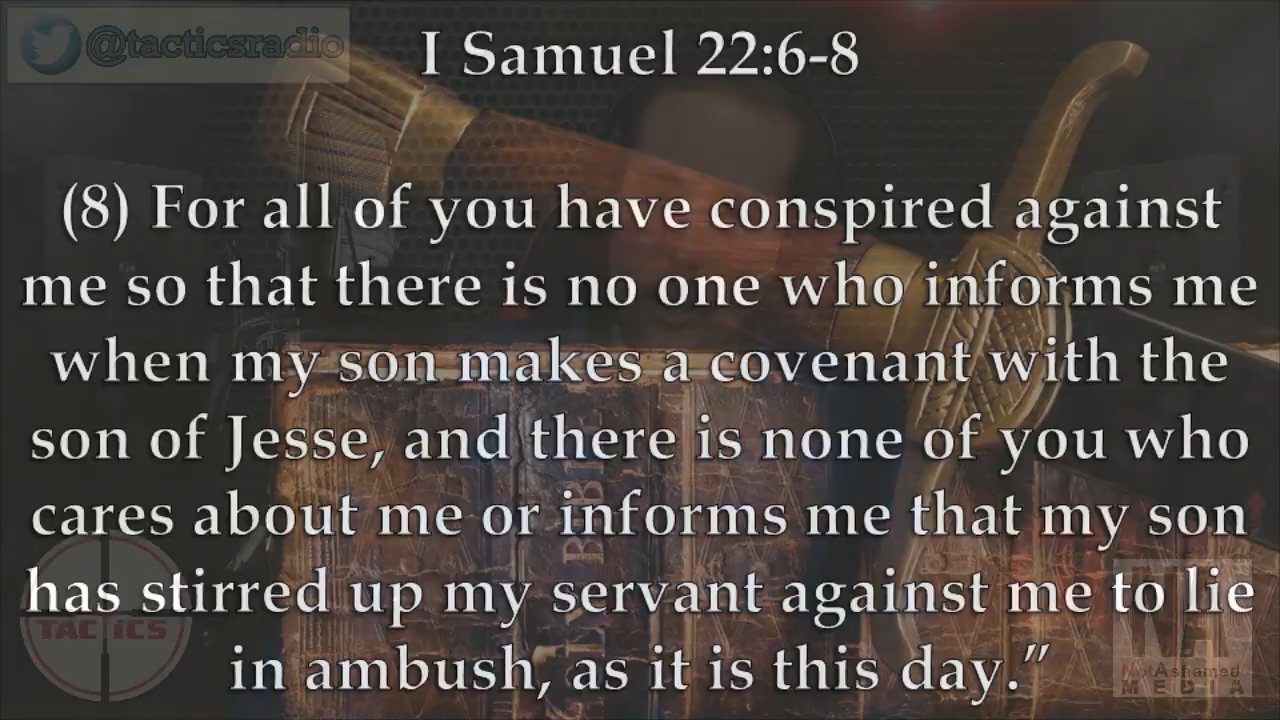 @tacticsradio
I Samuel 22:6-8
(8) For all of you have conspired against
me so that there is no one who informs me
when my son makes a covenant with the
son of Jesse, and there is none of you who
cares about me or informs me that my son
has stirred up my servant against me to lie
in ambush, as it is this day.”
TACTICS
NA
NotAshamed
MEDIA